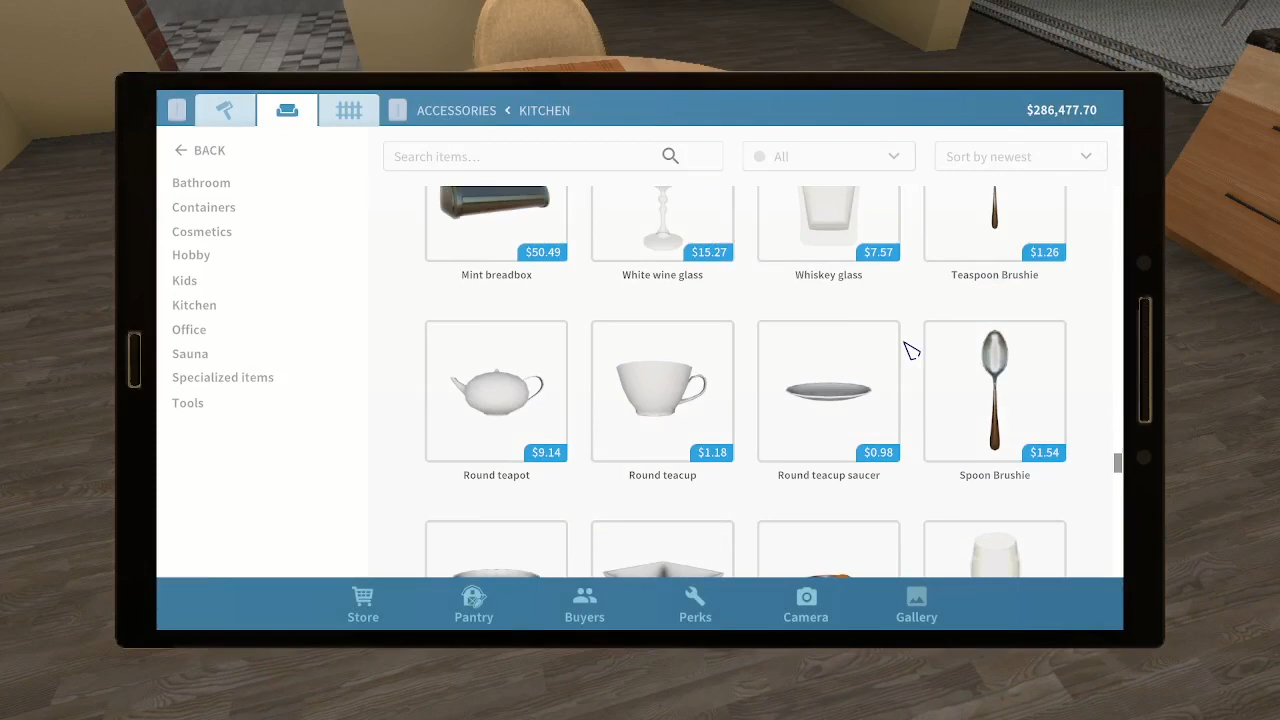 ACCESSORIES < KITCHEN
$286,477.70
BACK
Search items...
All
Sort by newest
Bathroom
Containers
Cosmetics
Hobby
Kids
Kitchen
Office
Sauna
Specialized items
Tools
$50.49
$15.27
$7.57
$1.26
Mint breadbox
White wine glass
Whiskey glass
Teaspoon Brushie
$9.14
$1.18
$0.98
$1.54
Round teapot
Round teacup
Round teacup saucer
Spoon Brushie
Store
Pantry
Buyers
Perks
Camera
Gallery